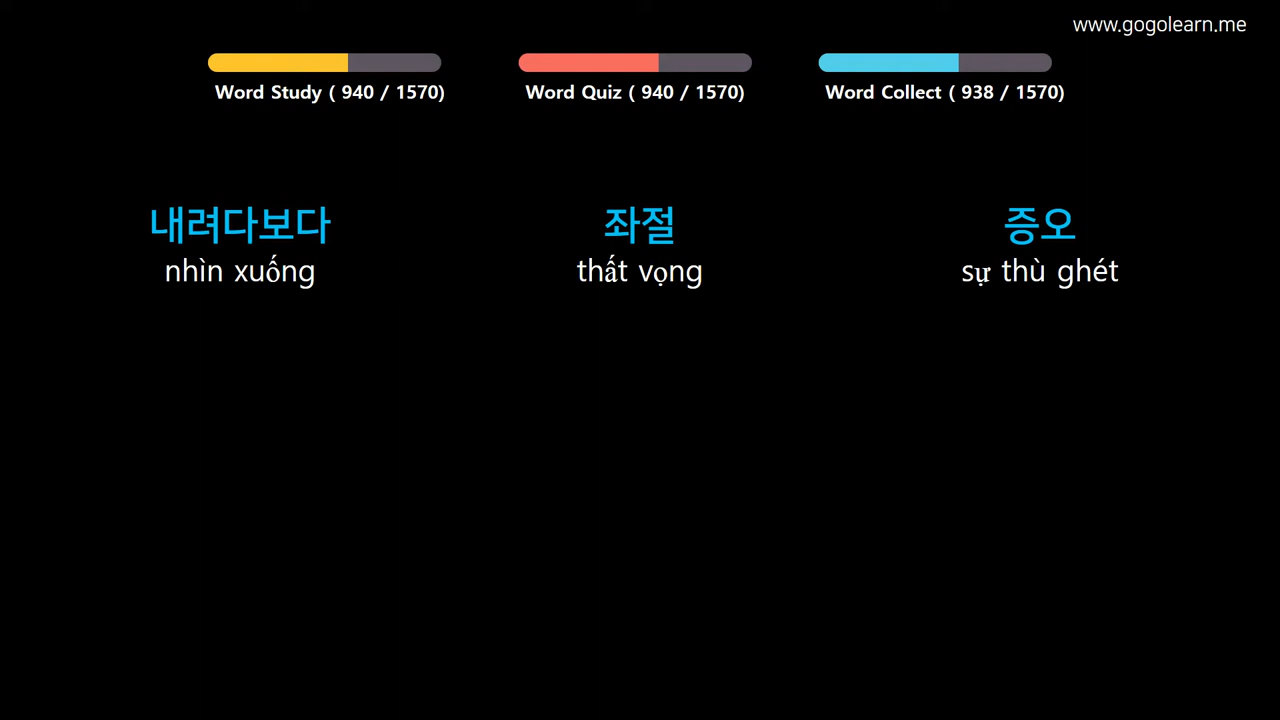 www.gogolearn.me
Word Study ( 940 / 1570)
Word Quiz ( 940 / 1570)
Word Collect ( 938 / 1570)
내려다보다
nhìn xuống
좌절
thất vọng
증오
sự thù ghét